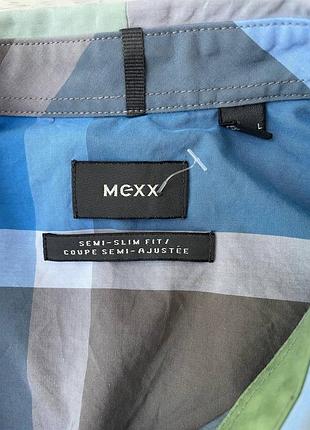 L
MEXX
SEMI-SLIM FIT/
COUPE SEMI-AJUSTÉE